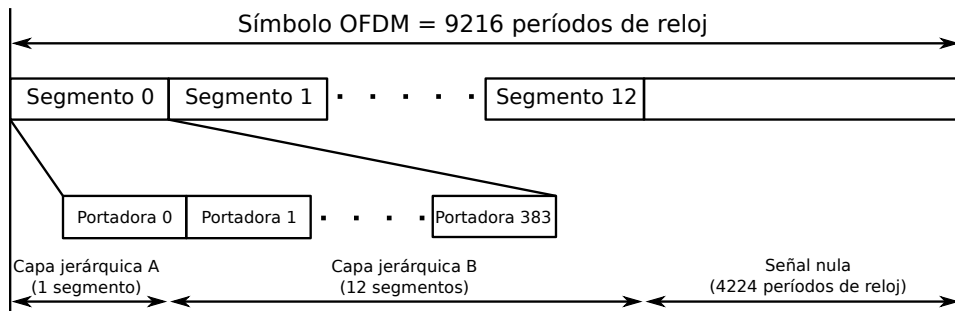 Símbolo OFDM = 9216 períodos de reloj
Segmento 0 Segmento 1 Segmento 12
Portadora 0 Portadora 1 Portadora 383
Capa jerárquica A
(1 segmento)
Capa jerárquica B
(12 segmentos)
Señal nula
(4224 períodos de reloj)